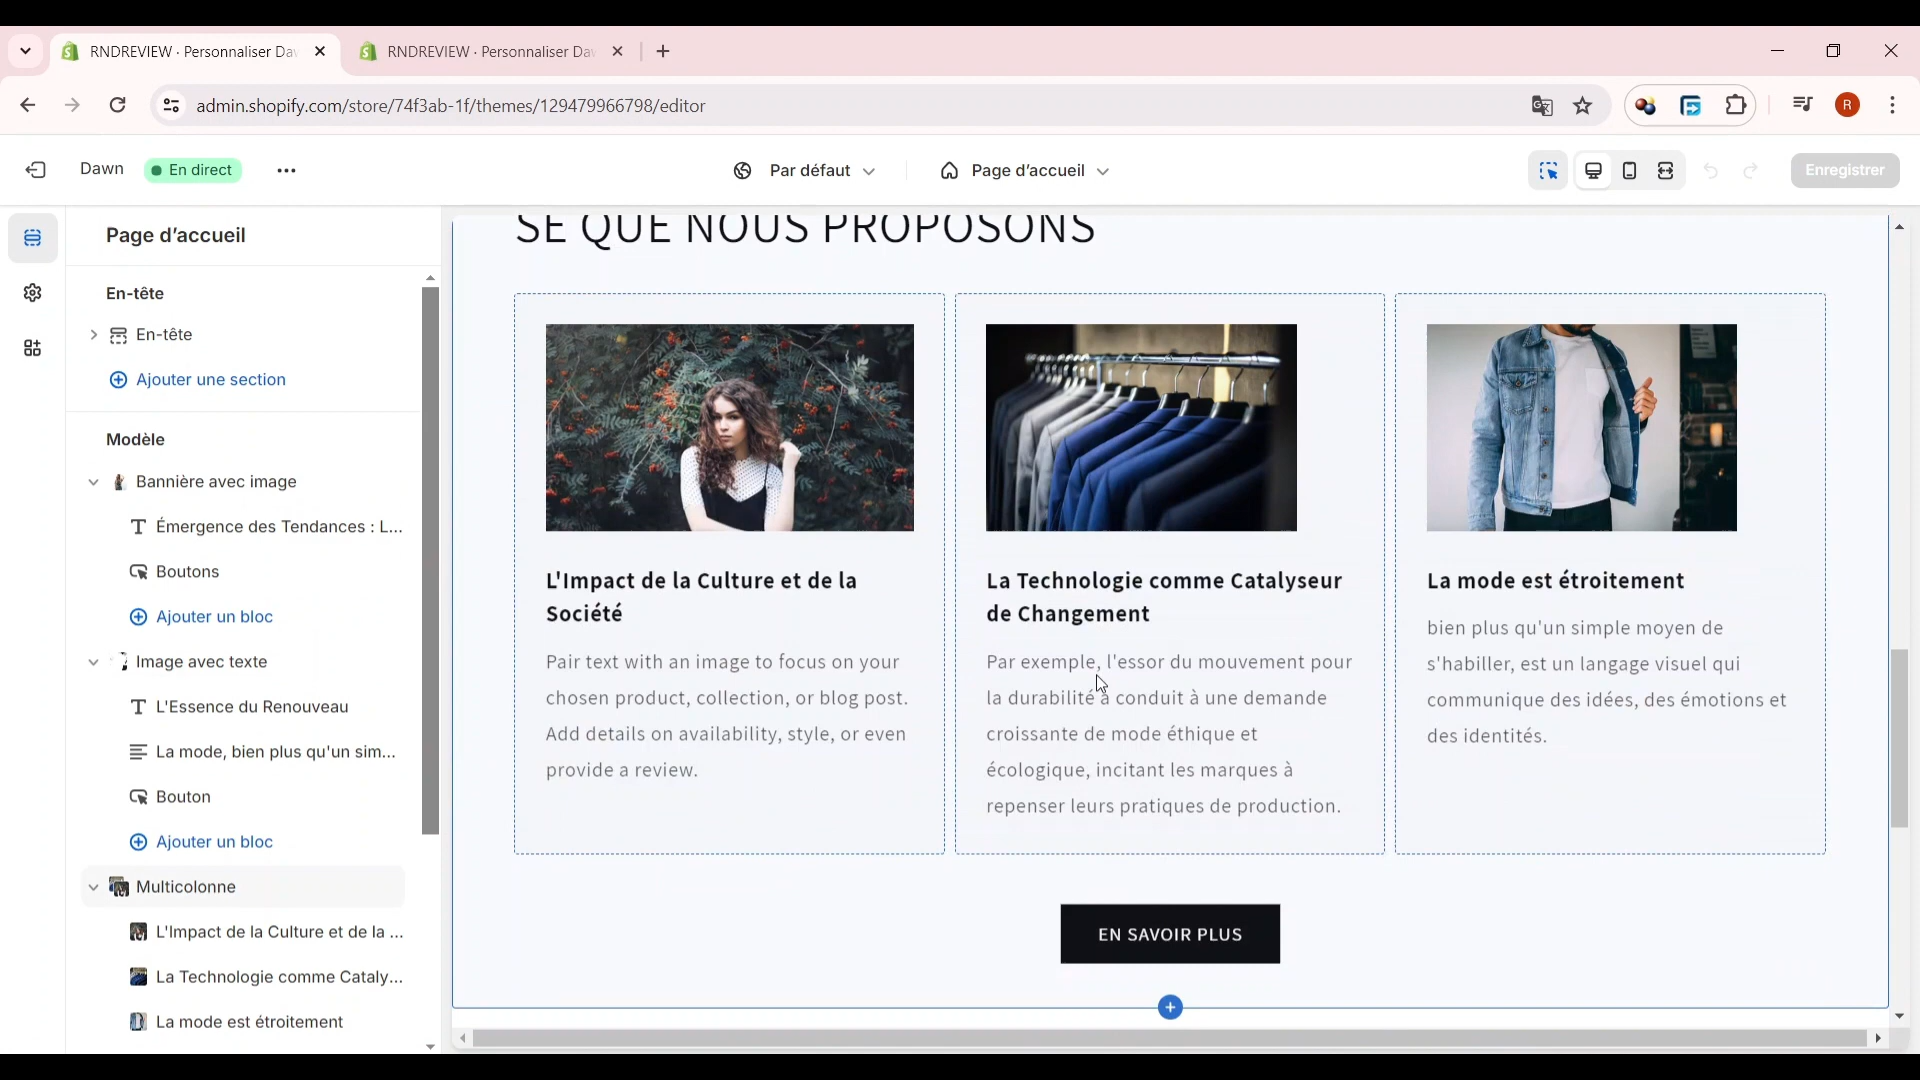 RNDREVIEW · Personnaliser Da
RNDREVIEW · Personnaliser Da
admin.shopify.com/store/74f3ab-1f/themes/129479966798/editor
R
Dawn
En direct
Par défaut
Page d’accueil
Enregistrer
Page d’accueil
En-tête
En-tête
Ajouter une section
Modèle
Bannière avec image
Émergence des Tendances : L...
Boutons
Ajouter un bloc
Image avec texte
L'Essence du Renouveau
La mode, bien plus qu'un sim...
Bouton
Ajouter un bloc
Multicolonne
L'Impact de la Culture et de la ...
La Technologie comme Cataly...
La mode est étroitement
SE QUE NOUS PROPOSONS
L'Impact de la Culture et de la
Société
Pair text with an image to focus on your
chosen product, collection, or blog post.
Add details on availability, style, or even
provide a review.
La Technologie comme Catalyseur
de Changement
Par exemple, l'essor du mouvement pour
la durabilité a conduit à une demande
croissante de mode éthique et
écologique, incitant les marques à
repenser leurs pratiques de production.
La mode est étroitement
bien plus qu'un simple moyen de
s'habiller, est un langage visuel qui
communique des idées, des émotions et
des identités.
EN SAVOIR PLUS